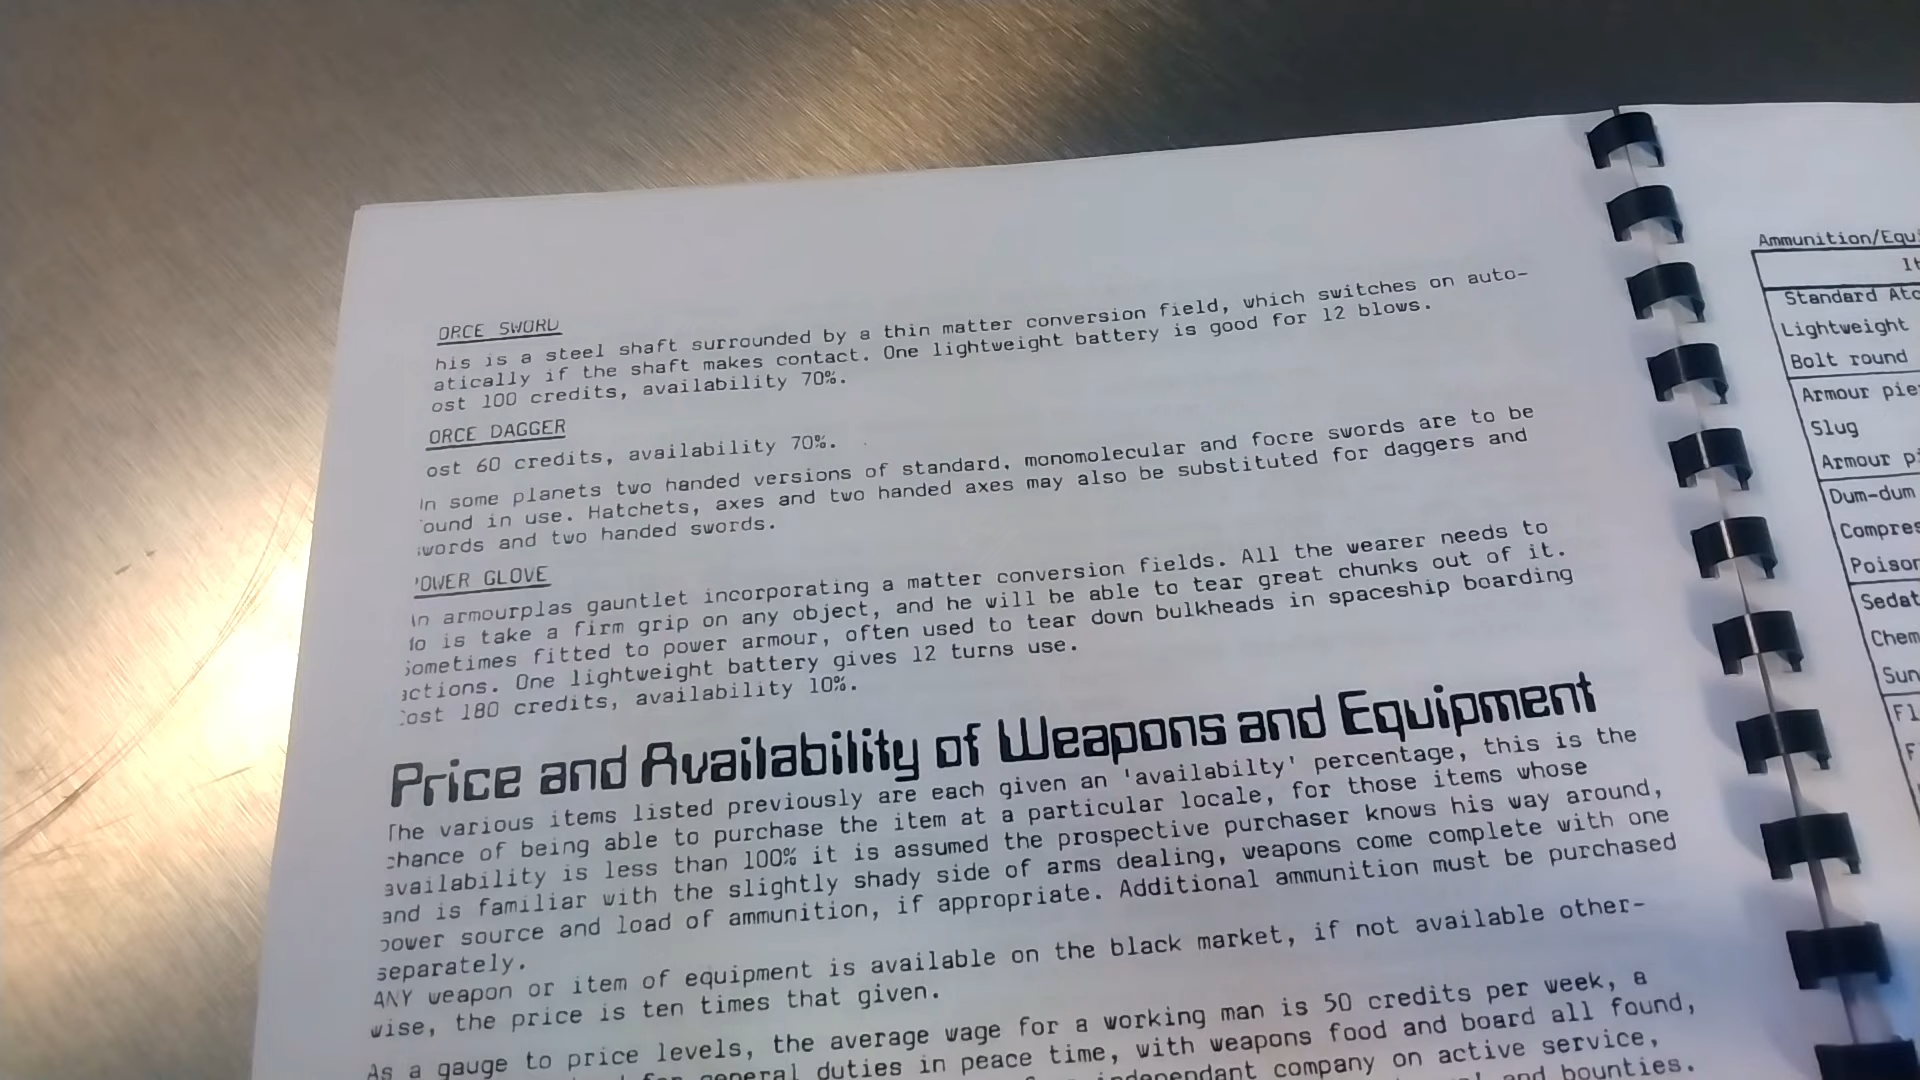 ORCE SWORD
his is a steel shaft surrounded by a thin matter conversion field, which switches on auto-
atically if the shaft makes contact. One lightweight battery is good for 12 blows.
ost 100 credits, availability 70%.
ORCE DAGGER
ost 60 credits, availability 70%.
In some planets two handed versions of standard, monomolecular and focre swords are to be
ound in use. Hatchets, axes and two handed axes may also be substituted for daggers and
words and two handed swords.
OWER GLOVE
n armourplas gauntlet incorporating a matter conversion fields. All the wearer needs to
o is take a firm grip on any object, and he will be able to tear great chunks out of it.
ometimes fitted to power armour, often used to tear down bulkheads in spaceship boarding
actions. One lightweight battery gives 12 turns use.
ost 180 credits, availability 10%.
Price and Availability of Weapons and Equipment
The various items listed previously are each given an 'availabilty' percentage, this is the
chance of being able to purchase the item at a particular locale, for those items whose
availability is less than 100% it is assumed the prospective purchaser knows his way around,
and is familiar with the slightly shady side of arms dealing, weapons come complete with one
power source and load of ammunition, if appropriate. Additional ammunition must be purchased
separately.
ANY weapon or item of equipment is available on the black market, if not available other-
wise, the price is ten times that given.
As a gauge to price levels, the average wage for a working man is 50 credits per week, a
general duties in peace time, with weapons food and board all found,
independant company on active service,
and bounties.
Ammunition/Equi
It
Standard Ato
Lightweight
Bolt round
Armour pie
Slug
Armour pi
Dum-dum
Compres
Poison
Sedat
Chem
Sun
Fl
F